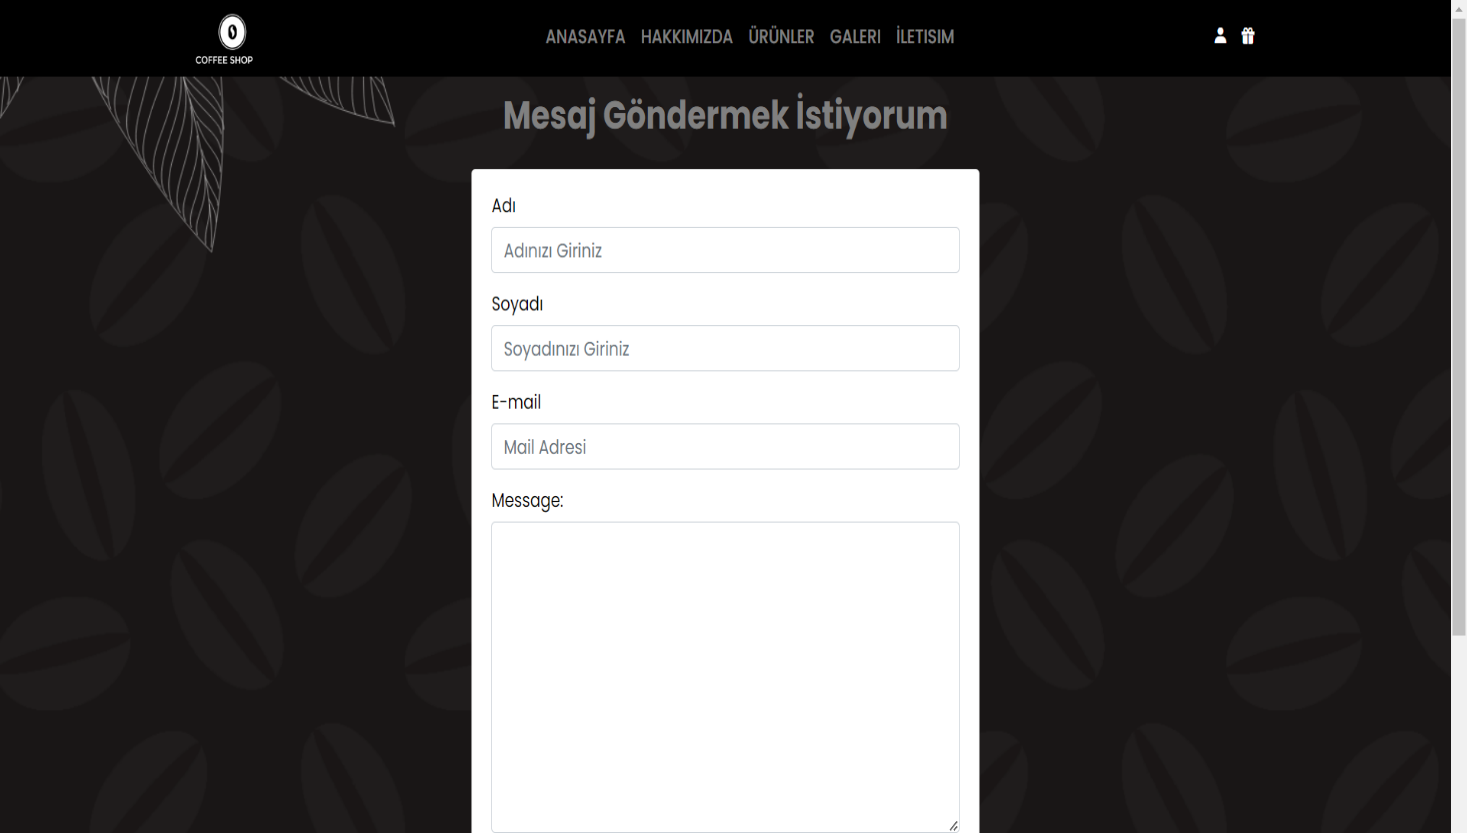 COFFEE SHOP
ANASAYFA HAKKIMIZDA ÜRÜNLER GALERI İLETISIM
Mesaj Göndermek İstiyorum
Adı
Adınızı Giriniz
Soyadı
Soyadınızı Giriniz
E-mail
Mail Adresi
Message: